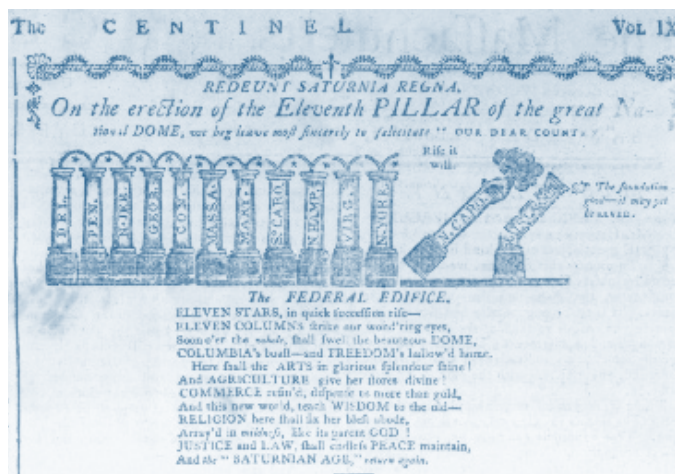 The CENTINEL VOL IX
REDEUNT SATURNIA REGNA.
On the erection of the Eleventh PILLAR of the great Na-
tional DOME, we beg leave most sincerely to felicitate "OUR DEAR COUNTRY."
Rise it
will.
DEL.
PEN.
N.JER.
GEOR.
CON.
MASSA.
MARY.
So CARO.
N HAMP.
VIRG.
N.YORK.
N.CARO.
The foundation
good—it may yet
be SAVED.
The FEDERAL EDIFICE.
ELEVEN STARS, in quick succession rise—
ELEVEN COLUMNS strike our wond'ring eyes,
Soon o'er the whole, shall swell the beauteous DOME,
COLUMBIA's boast—and FREEDOM's hallow'd home.
Here shall the ARTS in glorious splendour shine!
And AGRICULTURE give her stores divine!
COMMERCE refin'd, dispense us more than gold,
And this new world, teach WISDOM to the old—
RELIGION here shall fix her blest abode,
Array'd in mildness, like its parent GOD!
JUSTICE and LAW, shall endless PEACE maintain,
And the "SATURNIAN AGE," return again.